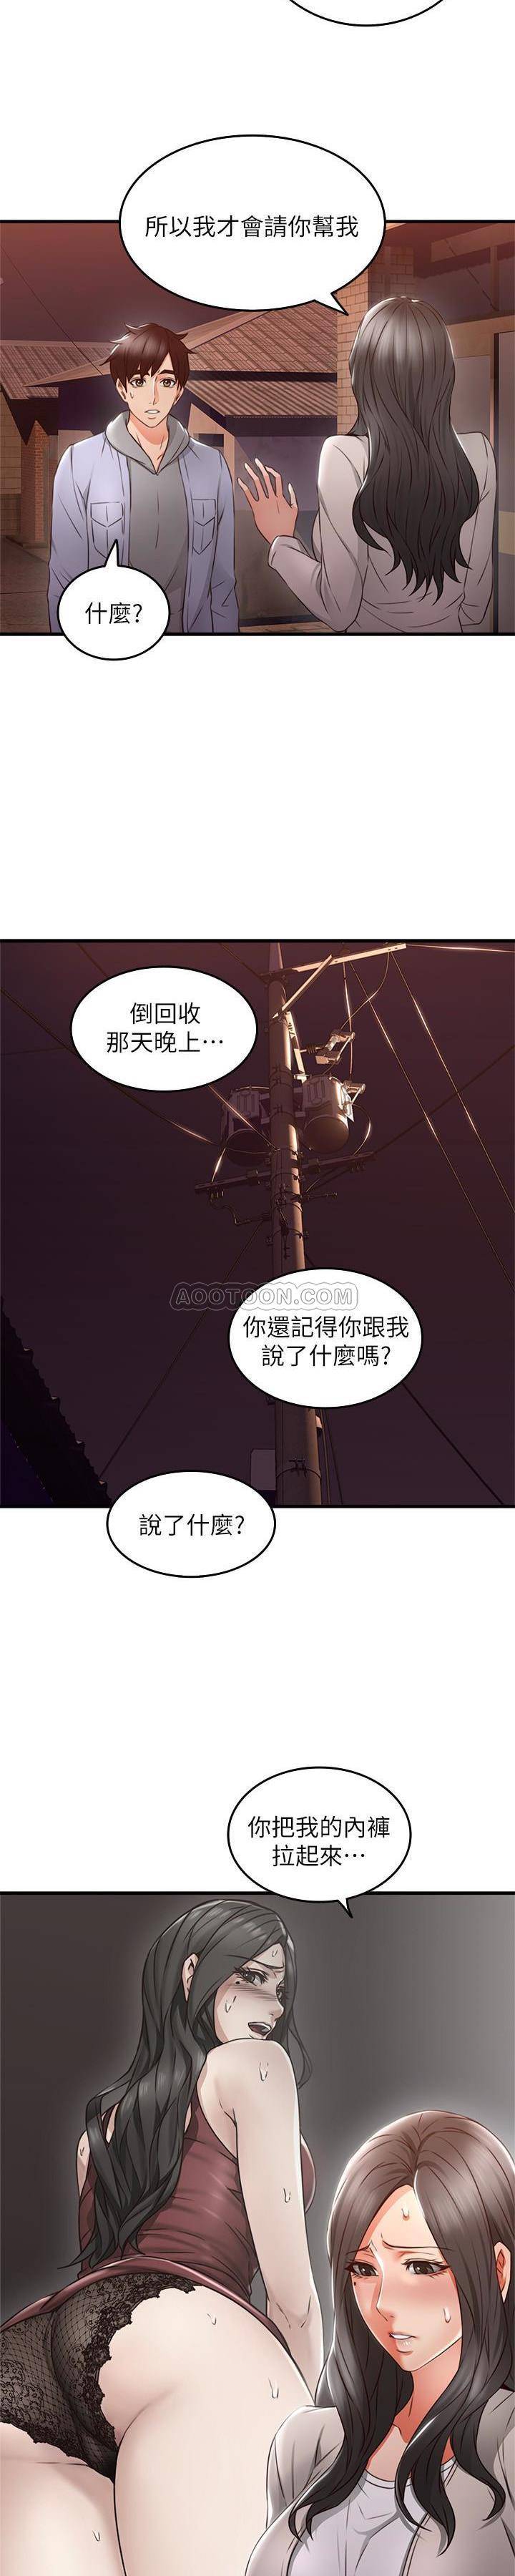 所以我才會請你幫我
什麼?
倒回收
那天晚上⋯
AOOTOON.COM
你還記得你跟我
說了什麼嗎?
說了什麼?
你把我的內褲
拉起來⋯